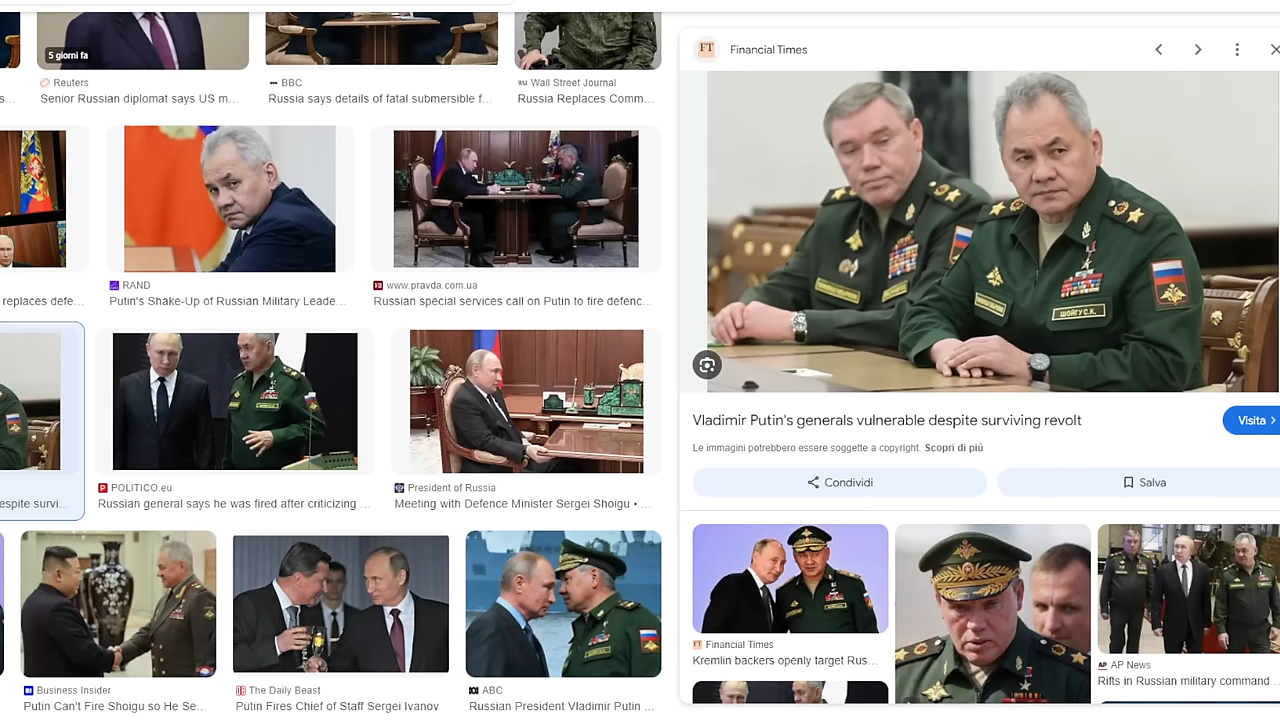 5 giorni fa
Reuters
BBC
Wall Street Journal
s...
Senior Russian diplomat says US m...
Russia says details of fatal submersible f...
Russia Replaces Comm...
RAND
www.pravda.com.ua
replaces defe...
Putin's Shake-Up of Russian Military Leade...
Russian special services call on Putin to fire defenc...
POLITICO.eu
President of Russia
espite survi...
Russian general says he was fired after criticizing ...
Meeting with Defence Minister Sergei Shoigu • ...
Business Insider
The Daily Beast
ABC
Putin Can't Fire Shoigu so He Se...
Putin Fires Ch
aff Sergei Ivanov
Russian President Vladimir Putin ...
FT
Financial Times
ШОЙГУ С.К.
Vladimir Putin's generals vulnerable despite surviving revolt
Visita
Le immagini potrebbero essere soggette a copyright. Scopri di più
Condividi
Salva
FT Financial Times
Kremlin backers openly target Rus...
AP AP News
Rifts in Russian military command ...